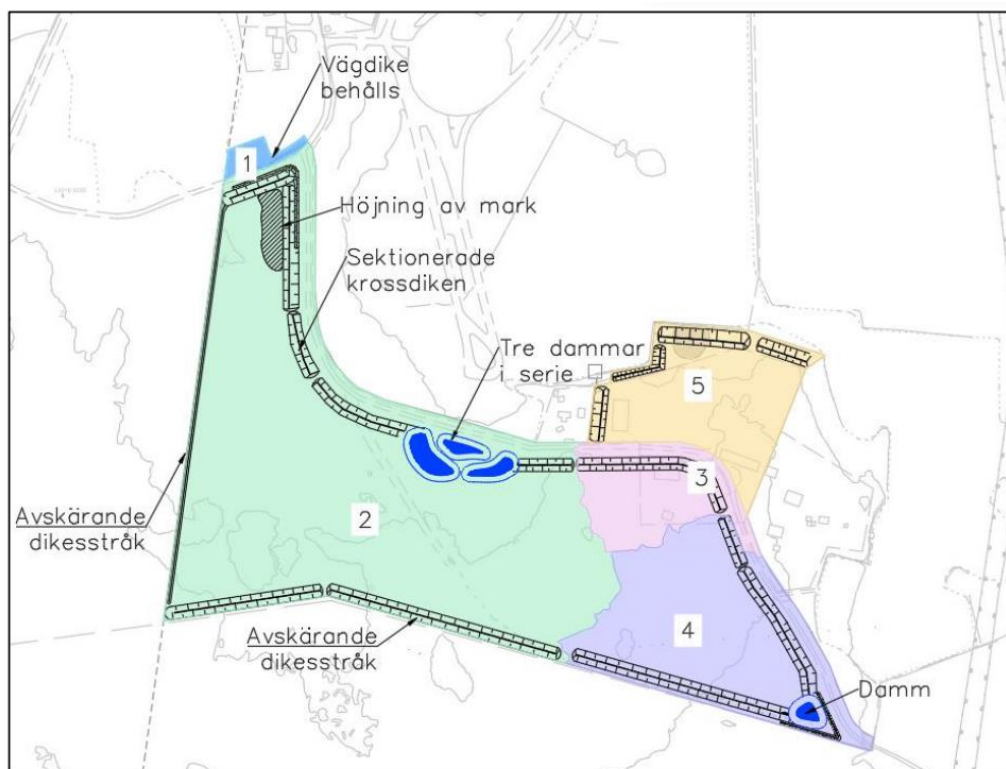 Vägdike
behålls
1
Höjning av mark
Sektionerade
krossdiken
Tre dammar
i serie
5
3
2
Avskärande
dikesstråk
4
Avskärande
dikesstråk
Damm